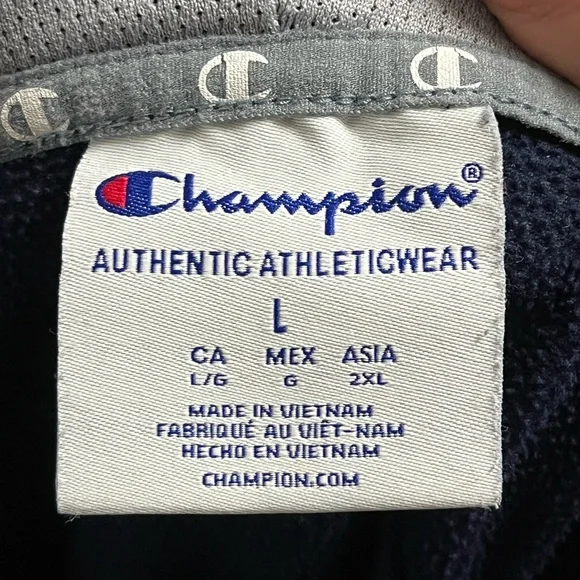 Champion®
AUTHENTIC ATHLETICWEAR
L
CA MEX ASIA
L/G G 2XL
MADE IN VIETNAM
FABRIQUÉ AU VIÊT-NAM
HECHO EN VIETNAM
CHAMPION.COM